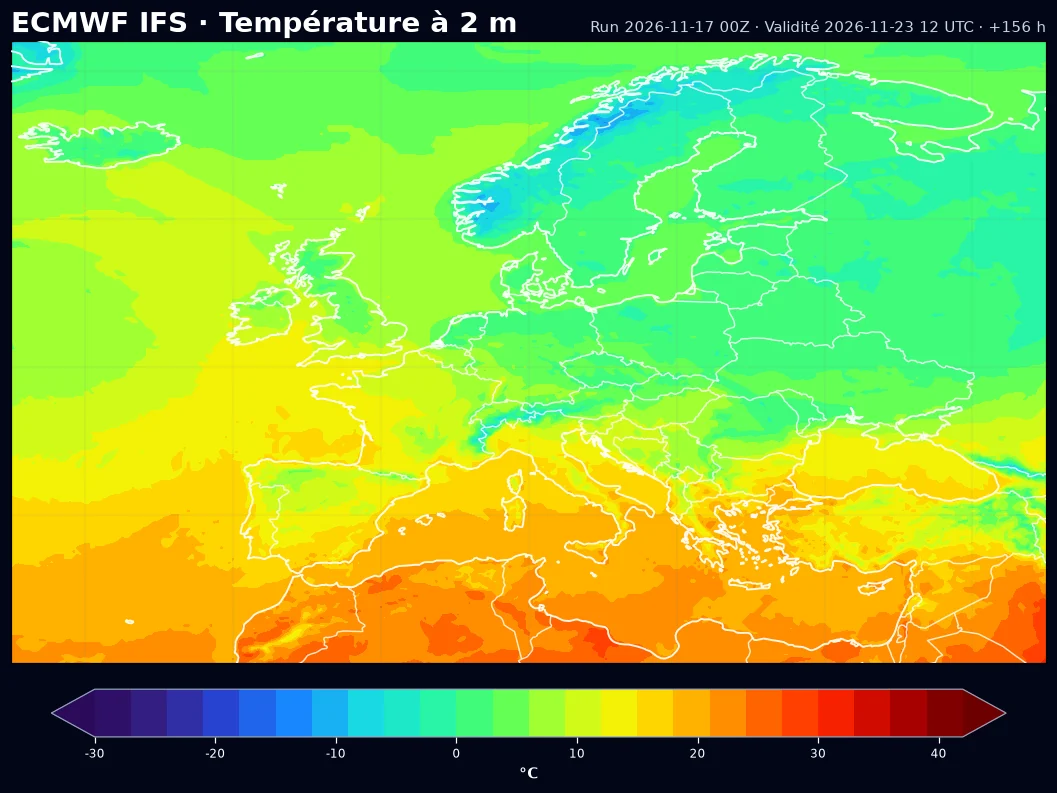 ECMWF IFS · Température à 2 m
Run 2026-11-17 00Z · Validité 2026-11-23 12 UTC · +156 h
-30 -20 -10 0 10 20 30 40
°C